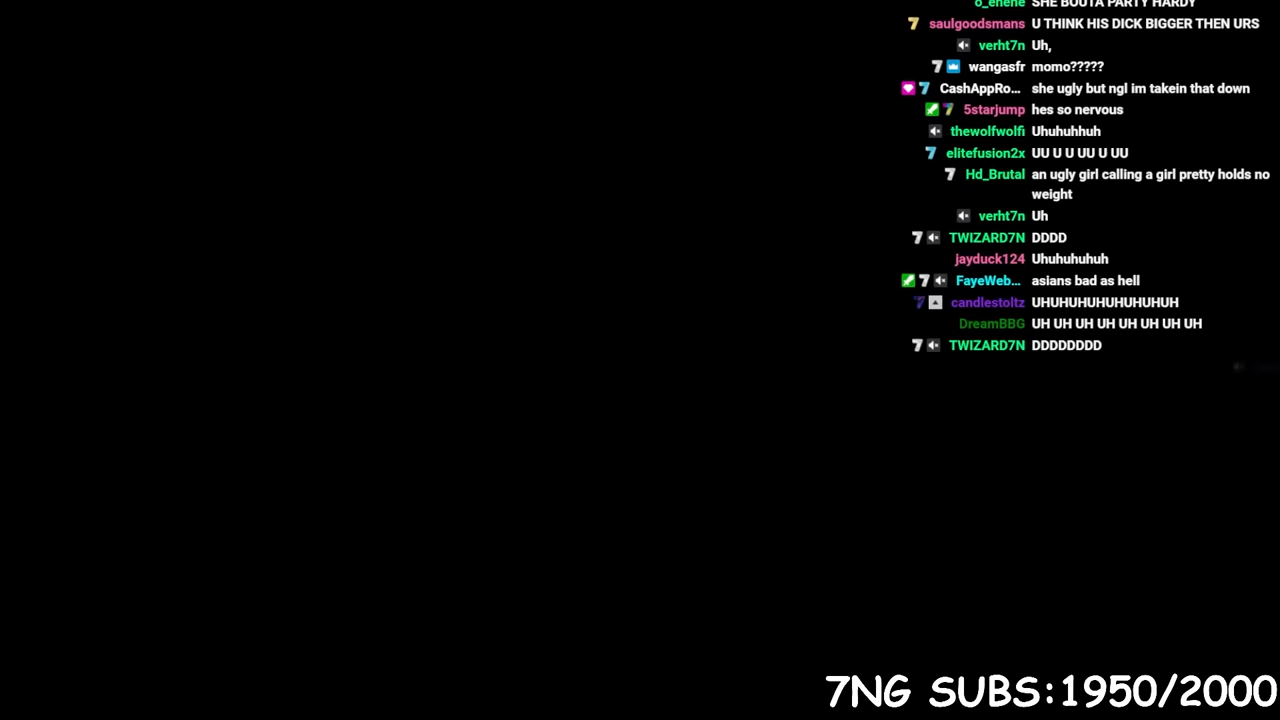 o_enene SHE BOUTA PARTY HARDY
saulgoodsmans U THINK HIS DICK BIGGER THEN URS
verht7n Uh,
wangasfr momo?????
CashAppRo... she ugly but ngl im takein that down
5starjump hes so nervous
thewolfwolfi Uhuhuhhuh
elitefusion2x UU U U UU U UU
Hd_Brutal an ugly girl calling a girl pretty holds no
weight
verht7n Uh
TWIZARD7N DDDD
jayduck124 Uhuhuhuhuh
FayeWeb... asians bad as hell
candlestoltz UHUHUHUHUHUHUHUH
DreamBBG UH UH UH UH UH UH UH UH
TWIZARD7N DDDDDDDD
7NG SUBS:1950/2000